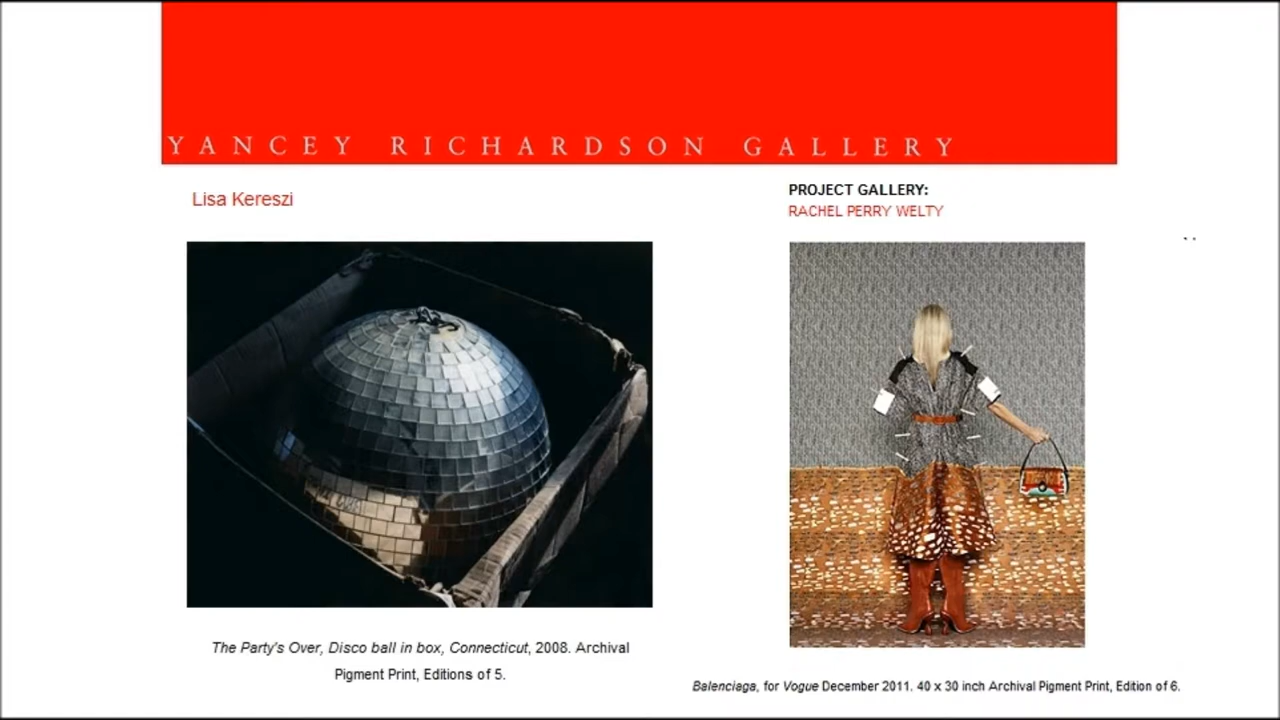 YANCEY RICHARDSON GALLERY
Lisa Kereszi
PROJECT GALLERY:
RACHEL PERRY WELTY
The Party's Over, Disco ball in box, Connecticut, 2008. Archival
Pigment Print, Editions of 5.
Balenciaga, for Vogue December 2011. 40 x 30 inch Archival Pigment Print, Edition of 6.